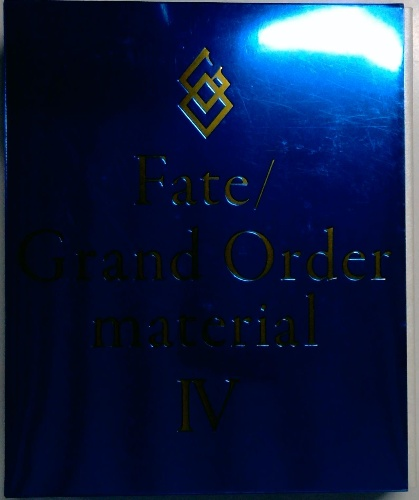 Fate/
Grand Order
material
IV